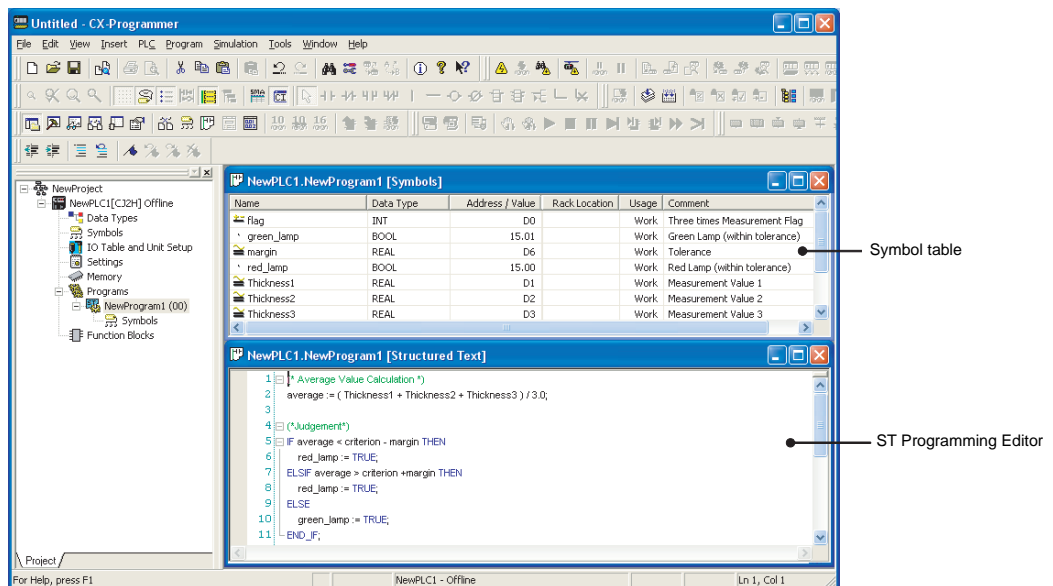 Untitled - CX-Programmer
File Edit View Insert PLC Program Simulation Tools Window Help
NewProject
NewPLC1[CJ2H] Offline
Data Types
Symbols
IO Table and Unit Setup
Settings
Memory
Programs
NewProgram1 (00)
Symbols
Function Blocks
Project
NewPLC1.NewProgram1 [Symbols]
Name Data Type Address / Value Rack Location Usage Comment
flag INT D0 Work Three times Measurement Flag
green_lamp BOOL 15.01 Work Green Lamp (within tolerance)
margin REAL D6 Work Tolerance
red_lamp BOOL 15.00 Work Red Lamp (within tolerance)
Thickness1 REAL D1 Work Measurement Value 1
Thickness2 REAL D2 Work Measurement Value 2
Thickness3 REAL D3 Work Measurement Value 3
Symbol table
NewPLC1.NewProgram1 [Structured Text]
1 (* Average Value Calculation *)
2 average := ( Thickness1 + Thickness2 + Thickness3 ) / 3.0;
3
4 (*Judgement*)
5 IF average < criterion - margin THEN
6 red_lamp := TRUE;
7 ELSIF average > criterion +margin THEN
8 red_lamp := TRUE;
9 ELSE
10 green_lamp := TRUE;
11 END_IF;
ST Programming Editor
For Help, press F1 NewPLC1 - Offline Ln 1, Col 1